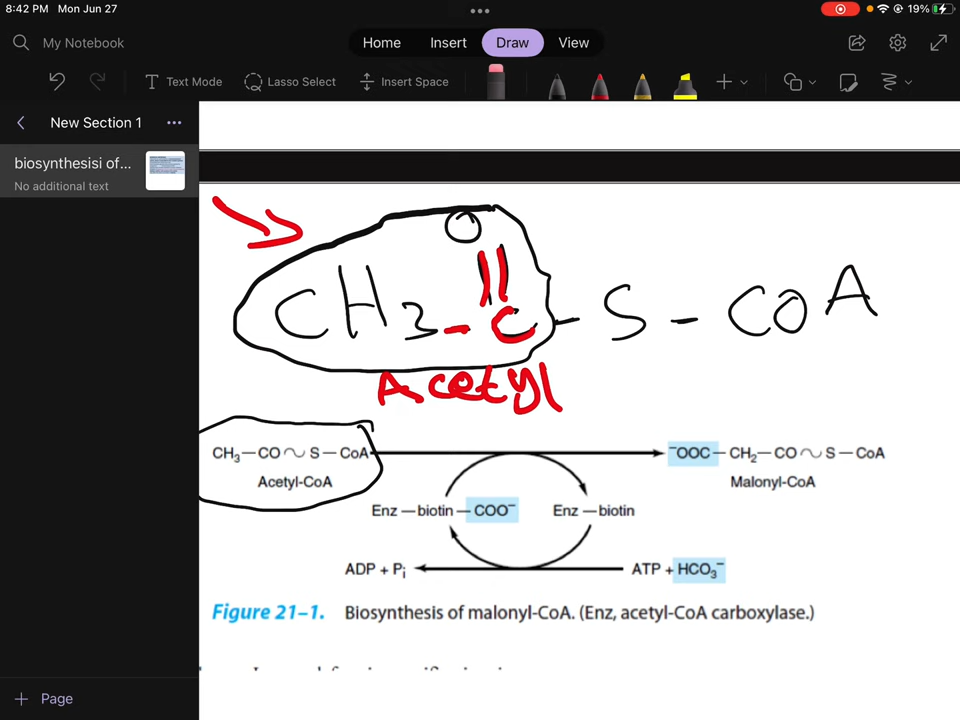 8:42 PM Mon Jun 27
19%
My Notebook
Home Insert Draw View
Text Mode Lasso Select Insert Space
New Section 1
biosynthesisi of...
No additional text
O
CH3 - C - S - COA
Acetyl
CH₃—CO~S—CoA
⁻OOC—CH₂—CO~S—CoA
Acetyl-CoA
Malonyl-CoA
Enz—biotin—COO⁻ Enz—biotin
ADP + Pi
ATP + HCO₃⁻
Figure 21–1. Biosynthesis of malonyl-CoA. (Enz, acetyl-CoA carboxylase.)
+ Page